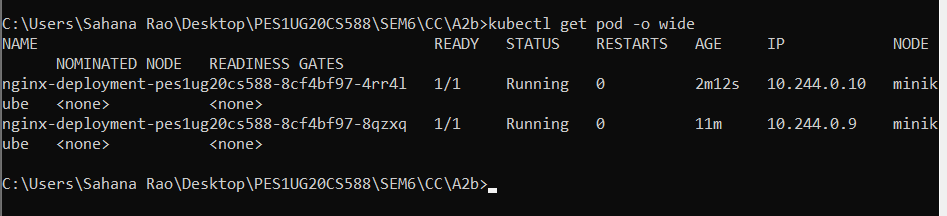 C:\Users\Sahana Rao\Desktop\PES1UG20CS588\SEM6\CC\A2b>kubectl get pod -o wide
NAME READY STATUS RESTARTS AGE IP NODE
NOMINATED NODE READINESS GATES
nginx-deployment-pes1ug20cs588-8cf4bf97-4rr4l 1/1 Running 0 2m12s 10.244.0.10 minik
ube <none> <none>
nginx-deployment-pes1ug20cs588-8cf4bf97-8qzxq 1/1 Running 0 11m 10.244.0.9 minik
ube <none> <none>
C:\Users\Sahana Rao\Desktop\PES1UG20CS588\SEM6\CC\A2b>